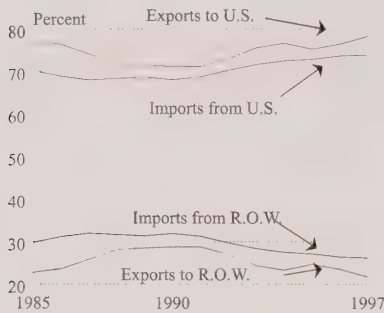 Percent
Exports to U.S.
80
70
Imports from U.S.
60
50
40
Imports from R.O.W.
30
Exports to R.O.W.
20
1985
1990
1997